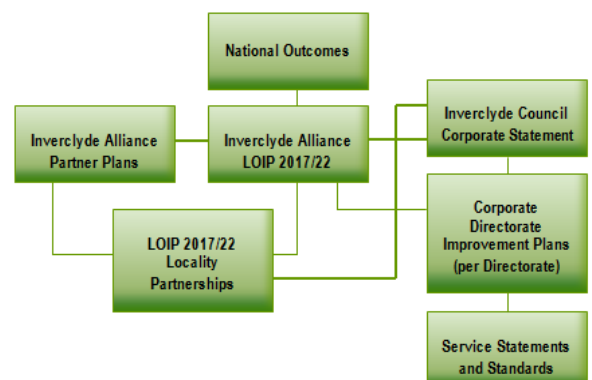 National Outcomes
Inverclyde Alliance
Partner Plans
Inverclyde Alliance
LOIP 2017/22
Inverclyde Council
Corporate Statement
LOIP 2017/22
Locality
Partnerships
Corporate
Directorate
Improvement Plans
(per Directorate)
Service Statements
and Standards